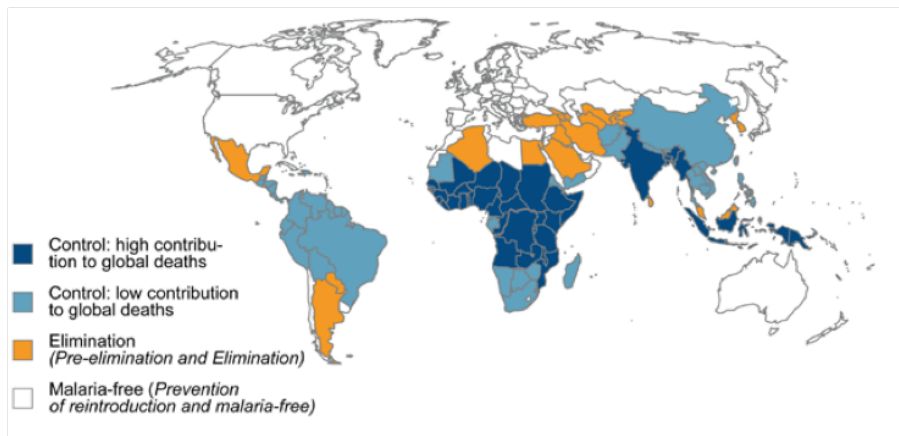 Control: high contribu-
tion to global deaths
Control: low contribution
to global deaths
Elimination
(Pre-elimination and Elimination)
Malaria-free (Prevention
of reintroduction and malaria-free)